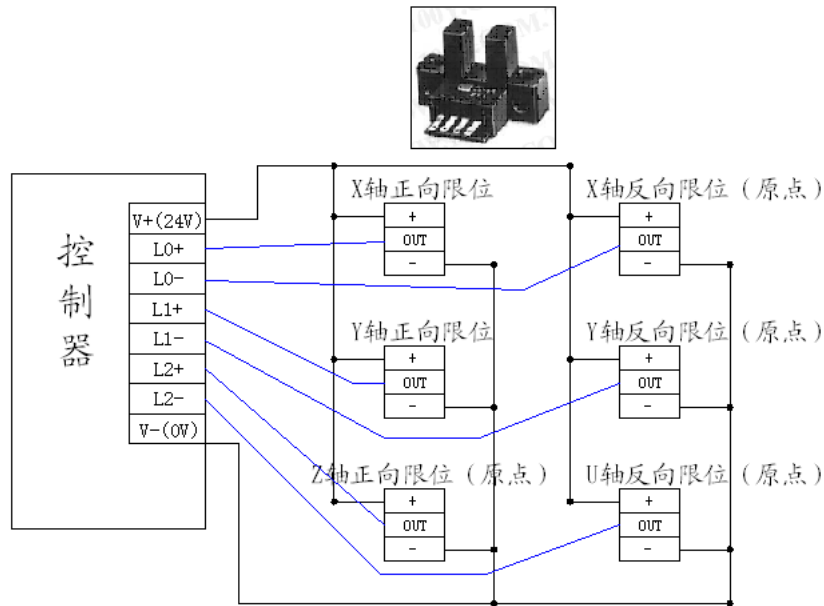 控制器
V+(24V)
L0+
L0-
L1+
L1-
L2+
L2-
V-(0V)
X轴正向限位
+
OUT
-
X轴反向限位（原点）
+
OUT
-
Y轴正向限位
+
OUT
-
Y轴反向限位（原点）
+
OUT
-
Z轴正向限位（原点）
+
OUT
-
U轴反向限位（原点）
+
OUT
-